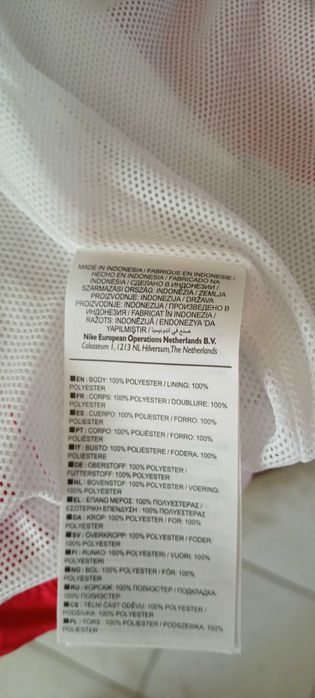 MADE IN INDONESIA / FABRIQUE EN INDONESIE /
HECHO EN INDONESIA / FABRICADO NA
INDONESIA / СДЕЛАНО В ИНДОНЕЗИИ /
SZÁRMAZÁSI ORSZÁG: INDONÉZIA / ZEMLJA
PROIZVODNJE: INDONEZIJA / DRŽAVA
PROIZVODNJE: INDONEZIJA / ПРОИЗВЕДЕНО В
ИНДОНЕЗИЯ / FABRICAT ÎN INDONEZIA /
RAŽOTS: INDONĒZIJĀ / ENDONEZYA 'DA
YAPILMIŞTIR / صنع في اندونيسيا
Nike European Operations Netherlands B.V.
Colosseum 1, 1213 NL Hilversum, The Netherlands
■ EN : BODY: 100% POLYESTER / LINING: 100%
POLYESTER
■ FR : CORPS: 100% POLYESTER / DOUBLURE: 100%
POLYESTER
■ ES : CUERPO: 100% POLIESTER / FORRO: 100%
POLIESTER
■ PT : CORPO: 100% POLIÉSTER / FORRO: 100%
POLIÉSTER
■ IT : BUSTO: 100% POLIESTERE / FODERA: 100%
POLIESTERE
■ DE : OBERSTOFF: 100% POLYESTER /
FUTTERSTOFF: 100% POLYESTER
■ NL : BOVENSTOF: 100% POLYESTER / VOERING:
100% POLYESTER
■ EL : ΕΠΑΝΩ ΜΕΡΟΣ: 100% ΠΟΛΥΕΣΤΕΡΑΣ /
ΕΣΩΤΕΡΙΚΗ ΕΠΕΝΔΥΣΗ: 100% ΠΟΛΥΕΣΤΕΡΑΣ
■ DA : KROP: 100% POLYESTER / FOR: 100%
POLYESTER
■ SV : ÖVERKROPP: 100% POLYESTER / FODER:
100% POLYESTER
■ FI : RUNKO: 100% POLYESTERI / VUORI: 100%
POLYESTERI
■ NO : BOL: 100% POLYESTER / FÔR: 100%
POLYESTER
■ RU : КОРСАЖ: 100% ПОЛИЭСТЕР / ПОДКЛАДКА:
100% ПОЛИЭСТЕР
■ CS : TĚLNÍ ČÁST ODĚVU: 100% POLYESTER /
PODŠÍVKA: 100% POLYESTER
■ PL : TORS: 100% POLIESTER / PODSZEWKA: 100%
POLIESTER